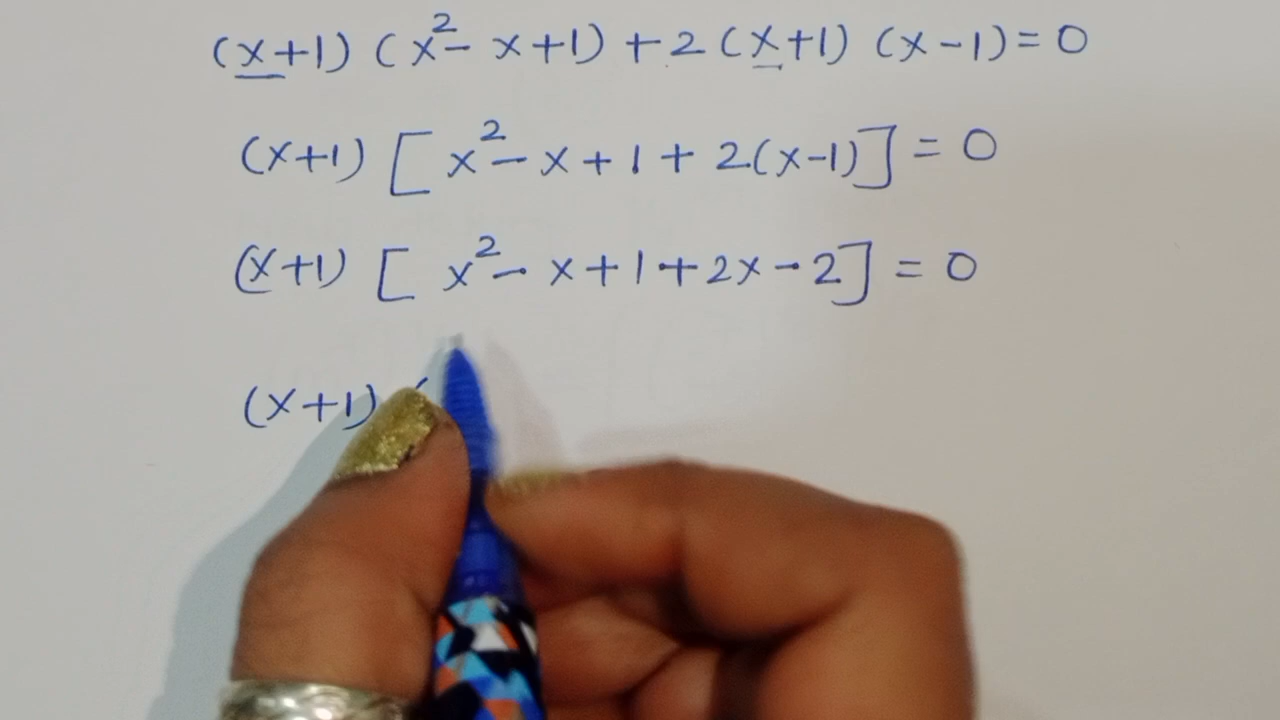 (x+1) (x²- x+1) +2 (x+1) (x-1)=0
(x+1) [x²- x+1+ 2(x-1)] = 0
(x+1) [ x²- x+1+2x-2] = 0
(x+1) (